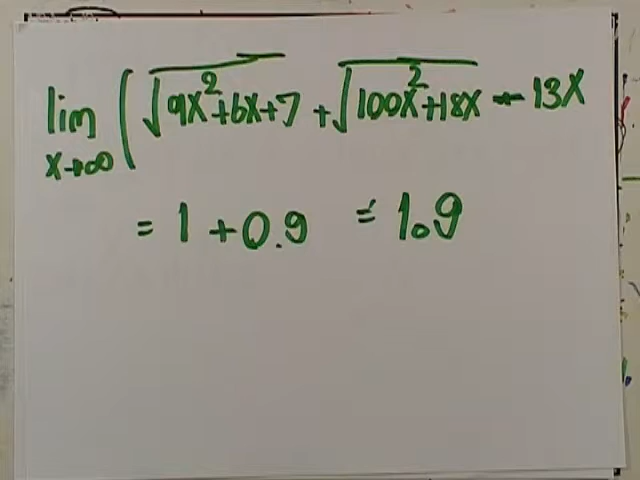 lim x→∞ (√(9x²+6x+7) + √(100x²+18x) - 13x
= 1 + 0.9 = 1.9